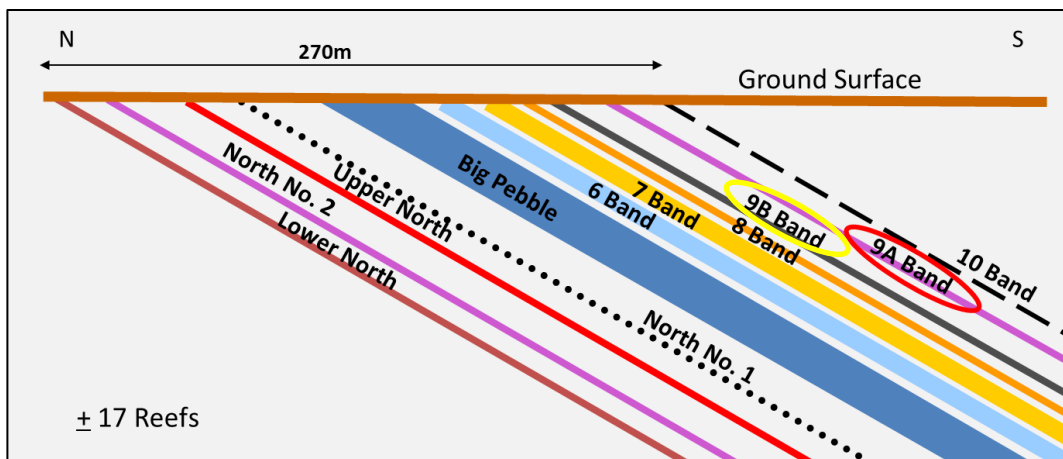 N
S
270m
Ground Surface
Big Pebble
Upper North
North No. 2
Lower North
6 Band
7 Band
8 Band
9B Band
9A Band
10 Band
North No. 1
+ 17 Reefs